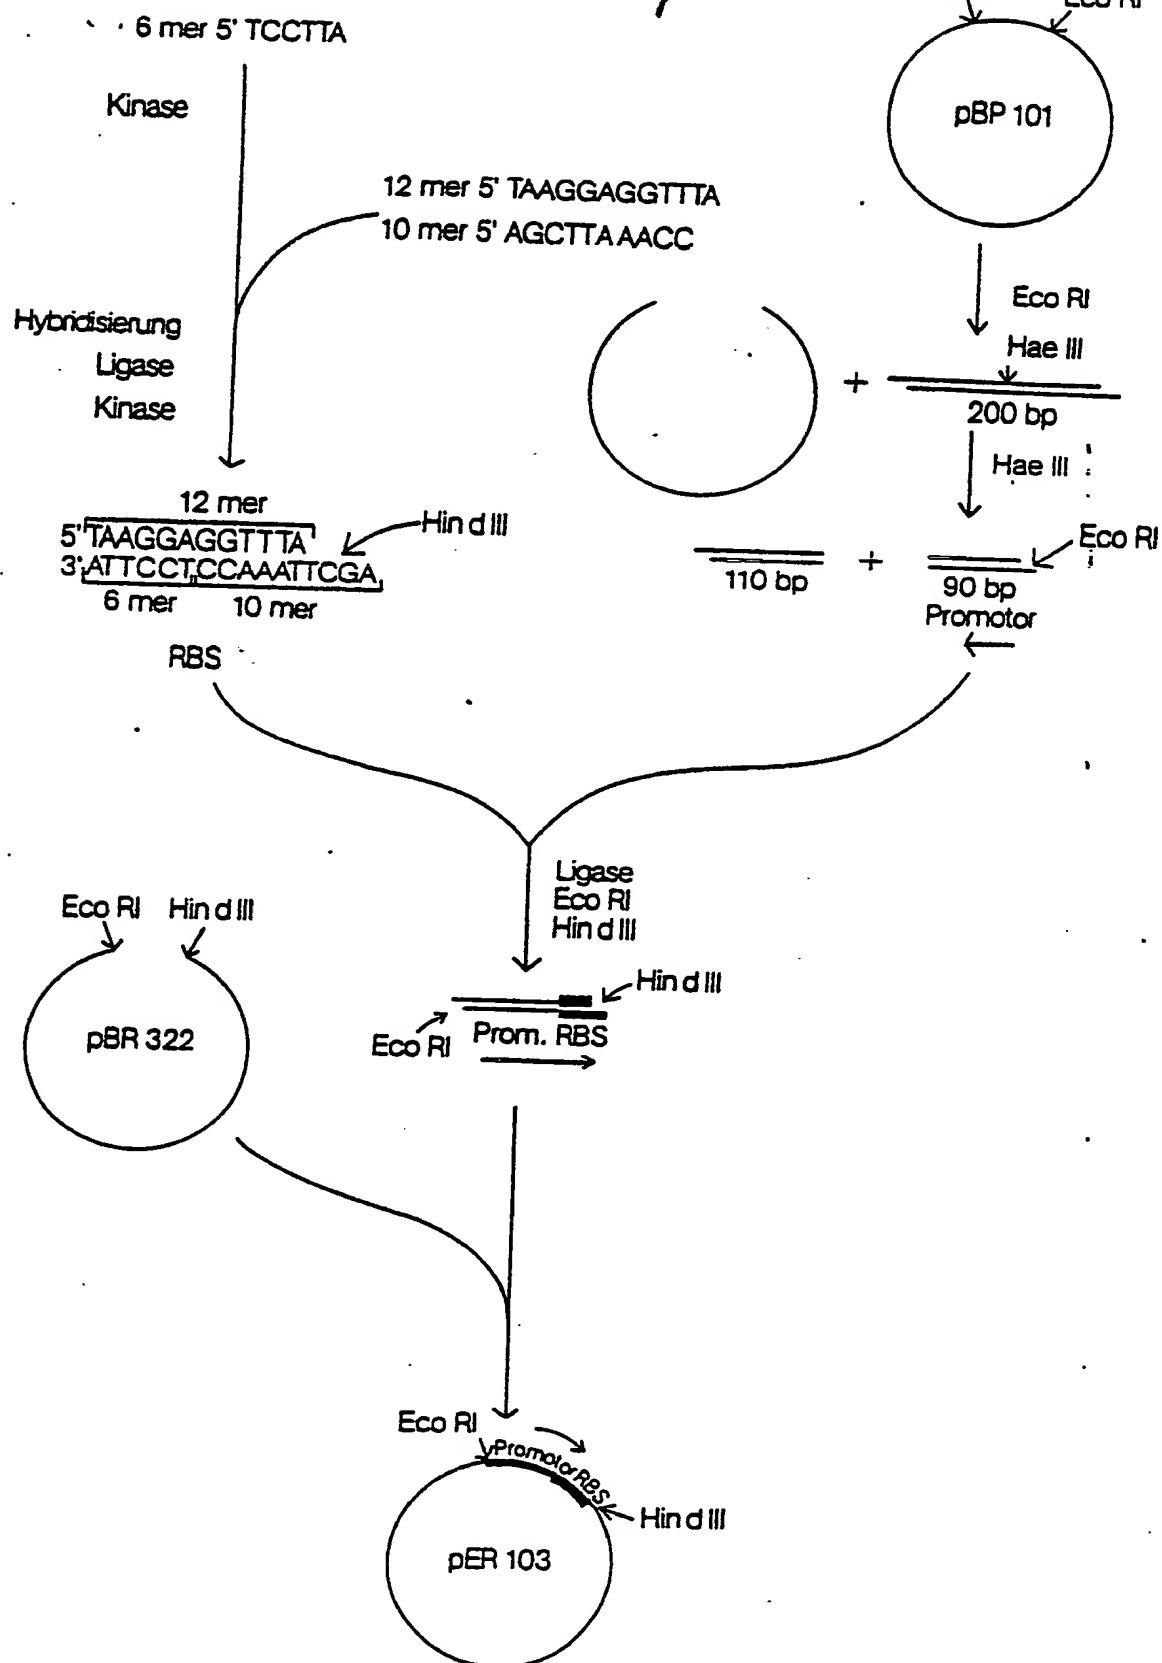 6 mer 5' TCCTTA
Eco RI
pBP 101
Kinase
12 mer 5' TAAGGAGGTTTA
10 mer 5' AGCTTAAACC
Eco RI
Hae III
Hybridisierung
Ligase
Kinase
+
200 bp
Hae III
12 mer
Hin d III
5' TAAGGAGGTTTA
3' ATTCCTCCAAATTCGA
6 mer 10 mer
Eco RI
110 bp
+
90 bp
Promotor
RBS
Ligase
Eco RI
Hin d III
Eco RI Hin d III
pBR 322
Hin d III
Eco RI
Prom. RBS
Eco RI
Promotor RBS
Hin d III
pER 103